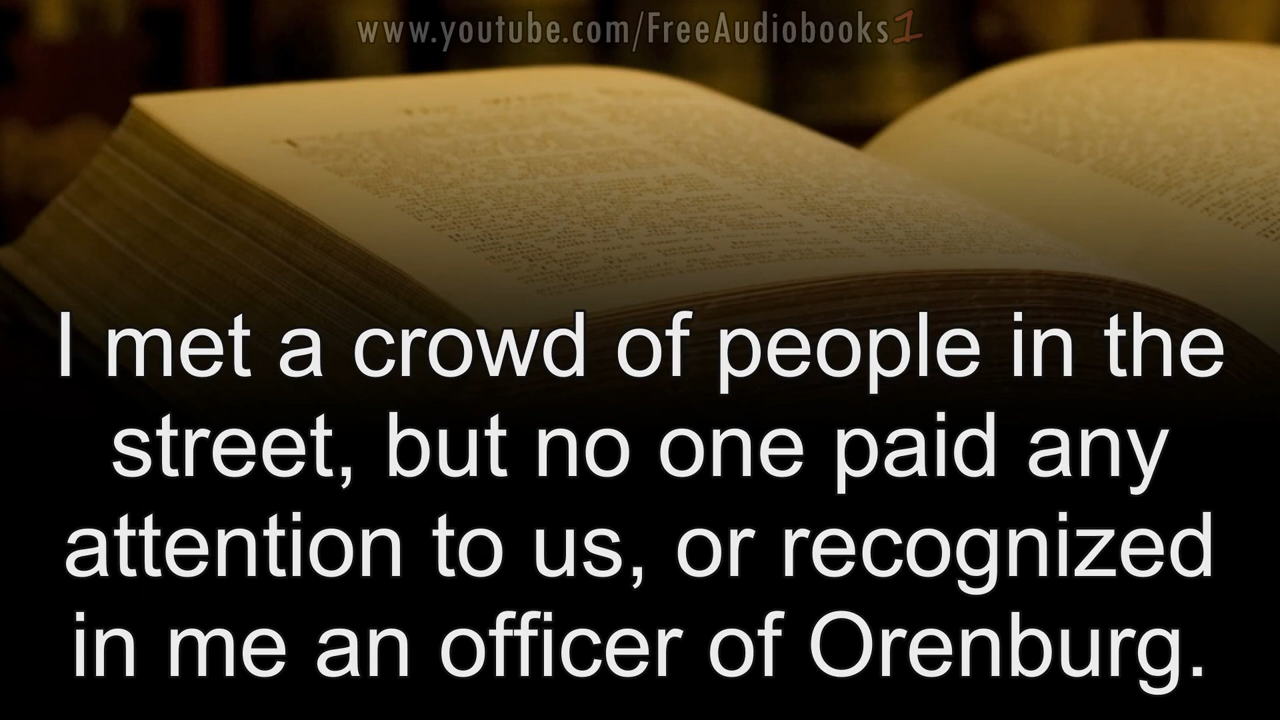 www.youtube.com/FreeAudiobooks1
I met a crowd of people in the
street, but no one paid any
attention to us, or recognized
in me an officer of Orenburg.